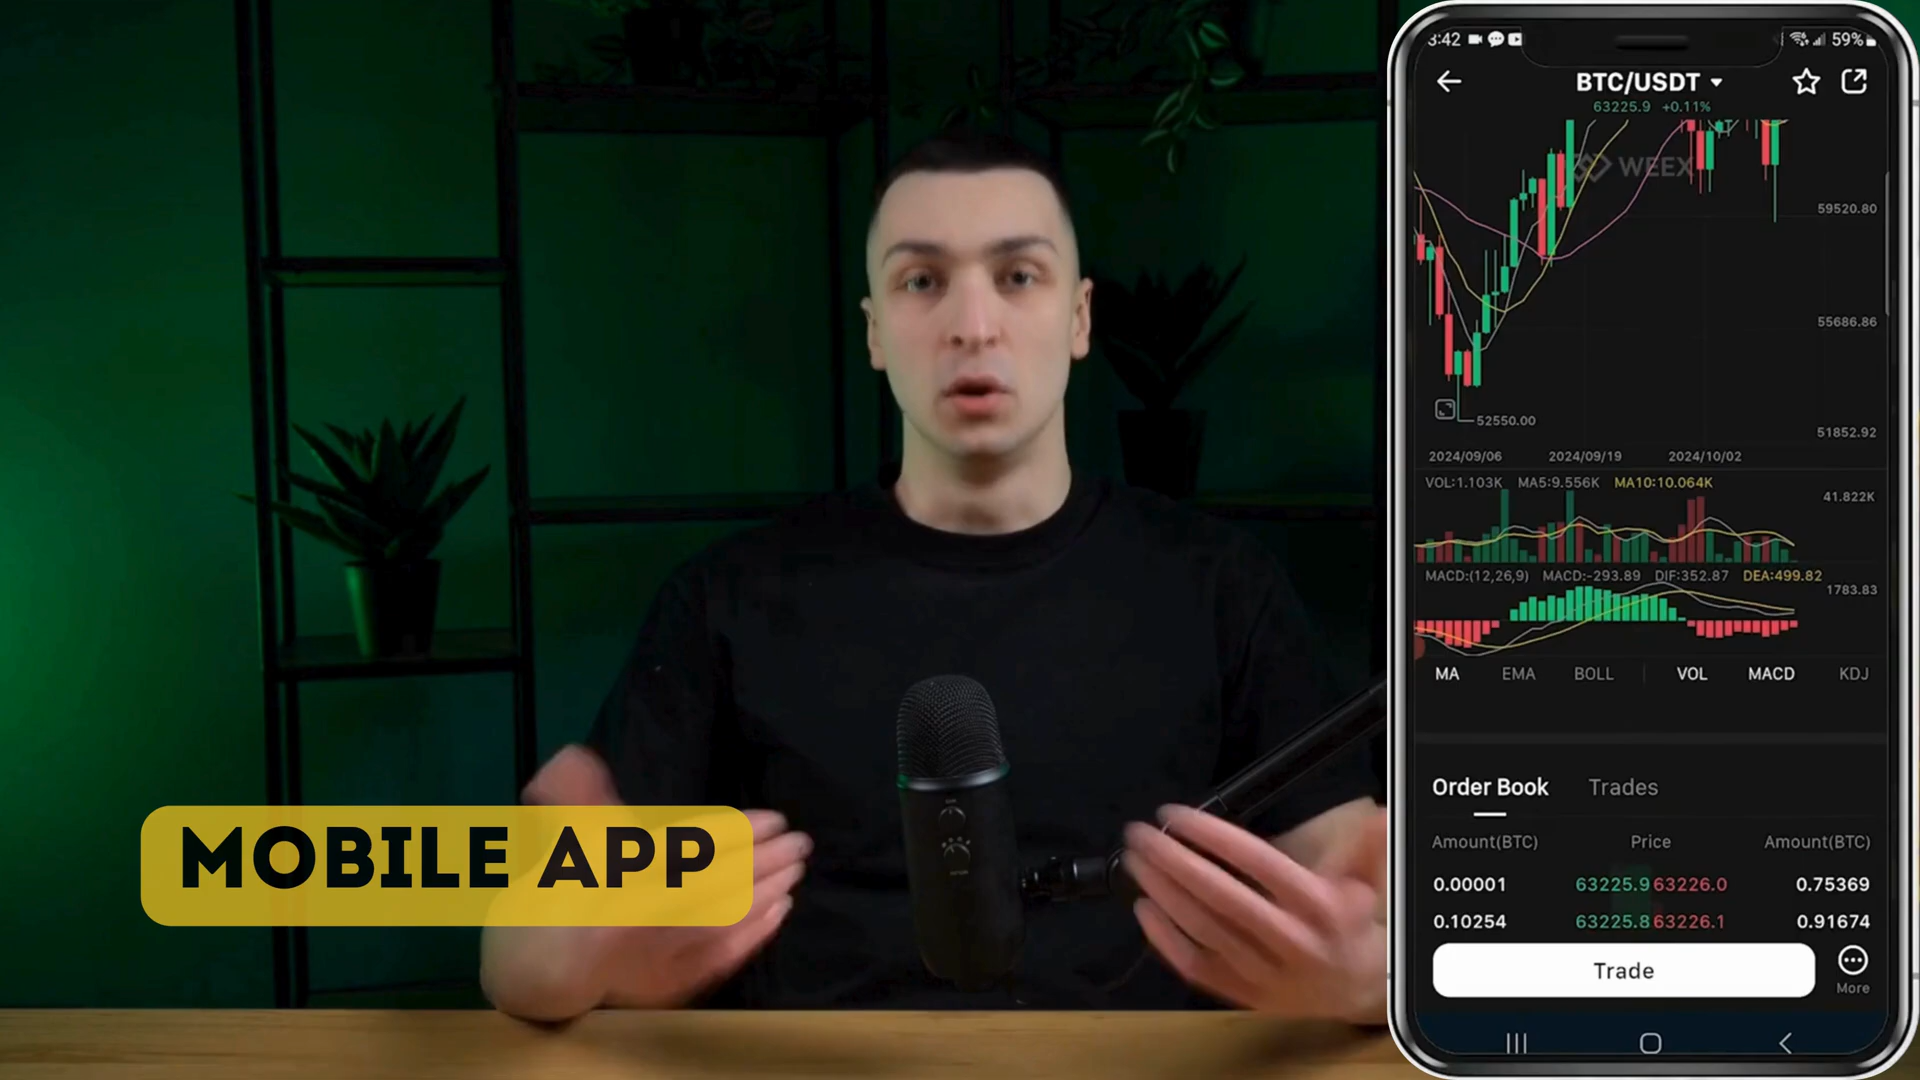 MOBILE APP
3:42
59%
BTC/USDT
63225.9 +0.11%
WEEX
59520.80
55686.86
52550.00
51852.92
2024/09/06 2024/09/19 2024/10/02
VOL:1.103K MA5:9.556K MA10:10.064K
41.822K
MACD:(12,26,9) MACD:-293.89 DIF:352.87 DEA:499.82
1783.83
MA EMA BOLL VOL MACD KDJ
Order Book Trades
Amount(BTC) Price Amount(BTC)
0.00001 63225.9 63226.0 0.75369
0.10254 63225.8 63226.1 0.91674
Trade
More